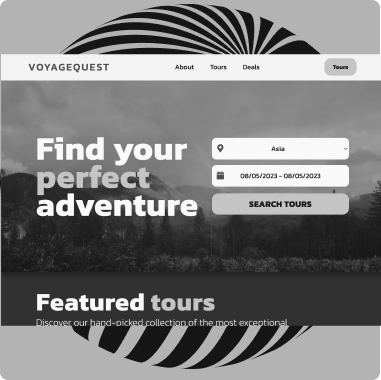 VOYAGEQUEST
About Tours Deals Tours
Find your
perfect
adventure
Asia
08/05/2023 - 08/05/2023
SEARCH TOURS
Featured tours
Discover our hand-picked collection of the most exceptional